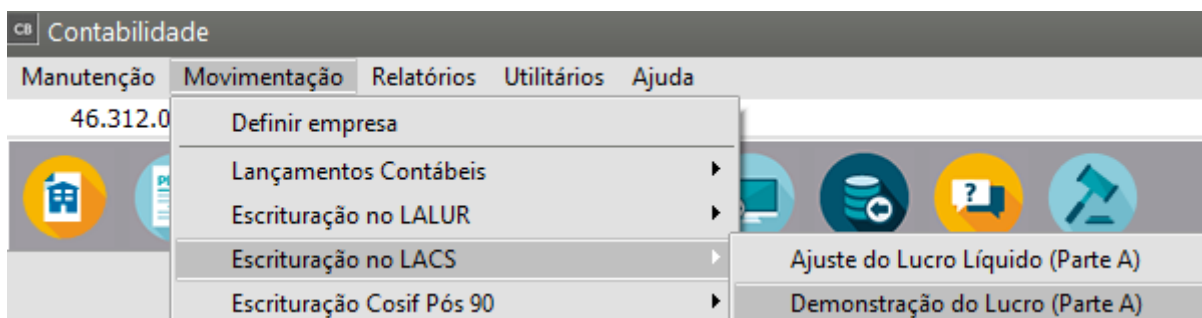 CB Contabilidade
Manutenção Movimentação Relatórios Utilitários Ajuda
46.312.0
Definir empresa
Lançamentos Contábeis
Escrituração no LALUR
Escrituração no LACS
Ajuste do Lucro Líquido (Parte A)
Escrituração Cosif Pós 90
Demonstração do Lucro (Parte A)